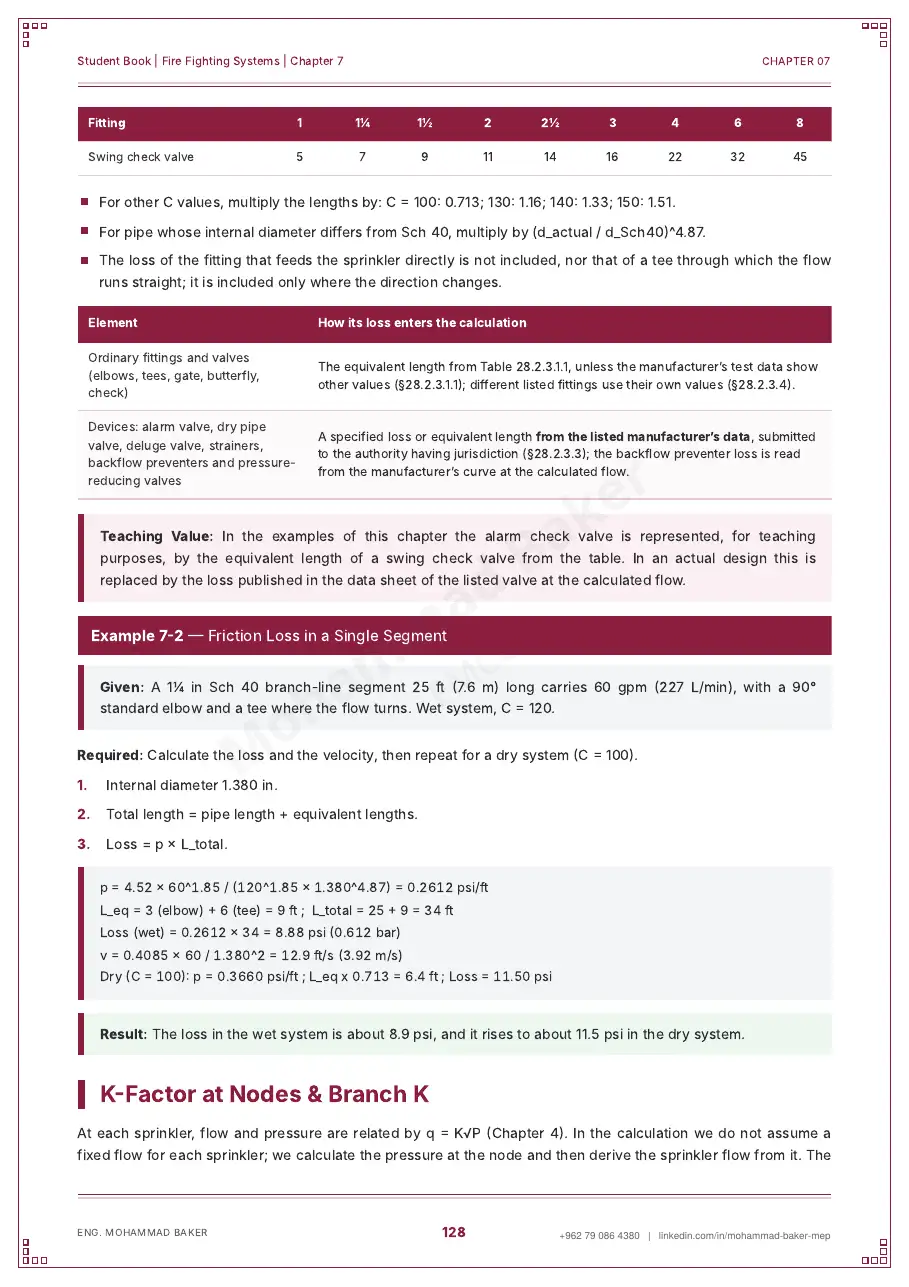 Student Book | Fire Fighting Systems | Chapter 7
CHAPTER 07
Fitting 1 1¼ 1½ 2 2½ 3 4 6 8
Swing check valve 5 7 9 11 14 16 22 32 45
For other C values, multiply the lengths by: C = 100: 0.713; 130: 1.16; 140: 1.33; 150: 1.51.
For pipe whose internal diameter differs from Sch 40, multiply by (d_actual / d_Sch40)^4.87.
The loss of the fitting that feeds the sprinkler directly is not included, nor that of a tee through which the flow
runs straight; it is included only where the direction changes.
Element How its loss enters the calculation
Ordinary fittings and valves
(elbows, tees, gate, butterfly,
check)
The equivalent length from Table 28.2.3.1.1, unless the manufacturer's test data show
other values (§28.2.3.1.1); different listed fittings use their own values (§28.2.3.4).
Devices: alarm valve, dry pipe
valve, deluge valve, strainers,
backflow preventers and pressure-
reducing valves
A specified loss or equivalent length from the listed manufacturer's data, submitted
to the authority having jurisdiction (§28.2.3.3); the backflow preventer loss is read
from the manufacturer's curve at the calculated flow.
Teaching Value: In the examples of this chapter the alarm check valve is represented, for teaching
purposes, by the equivalent length of a swing check valve from the table. In an actual design this is
replaced by the loss published in the data sheet of the listed valve at the calculated flow.
Example 7-2 — Friction Loss in a Single Segment
Given: A 1¼ in Sch 40 branch-line segment 25 ft (7.6 m) long carries 60 gpm (227 L/min), with a 90°
standard elbow and a tee where the flow turns. Wet system, C = 120.
Required: Calculate the loss and the velocity, then repeat for a dry system (C = 100).
1. Internal diameter 1.380 in.
2. Total length = pipe length + equivalent lengths.
3. Loss = p × L_total.
p = 4.52 × 60^1.85 / (120^1.85 × 1.380^4.87) = 0.2612 psi/ft
L_eq = 3 (elbow) + 6 (tee) = 9 ft ; L_total = 25 + 9 = 34 ft
Loss (wet) = 0.2612 × 34 = 8.88 psi (0.612 bar)
v = 0.4085 × 60 / 1.380^2 = 12.9 ft/s (3.92 m/s)
Dry (C = 100): p = 0.3660 psi/ft ; L_eq x 0.713 = 6.4 ft ; Loss = 11.50 psi
Result: The loss in the wet system is about 8.9 psi, and it rises to about 11.5 psi in the dry system.
K-Factor at Nodes & Branch K
At each sprinkler, flow and pressure are related by q = K√P (Chapter 4). In the calculation we do not assume a
fixed flow for each sprinkler; we calculate the pressure at the node and then derive the sprinkler flow from it. The
ENG. MOHAMMAD BAKER
128
+962 79 086 4380 | linkedin.com/in/mohammad-baker-mep
Mohammad Baker